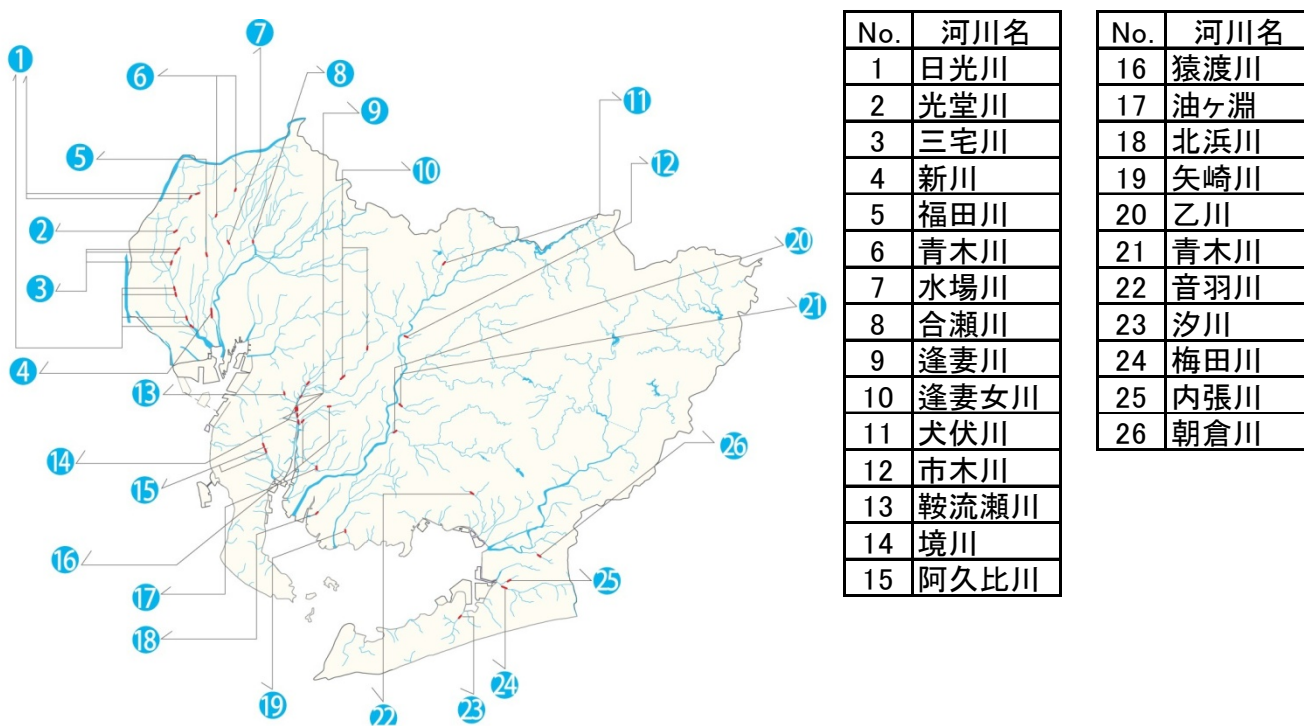 1
2
3
4
5
6
7
8
9
10
11
12
13
14
15
16
17
18
19
20
21
22
23
24
25
26
No. 河川名
1 日光川
2 光堂川
3 三宅川
4 新川
5 福田川
6 青木川
7 水場川
8 合瀬川
9 逢妻川
10 逢妻女川
11 犬伏川
12 市木川
13 鞍流瀬川
14 境川
15 阿久比川
No. 河川名
16 猿渡川
17 油ヶ淵
18 北浜川
19 矢崎川
20 乙川
21 青木川
22 音羽川
23 汐川
24 梅田川
25 内張川
26 朝倉川